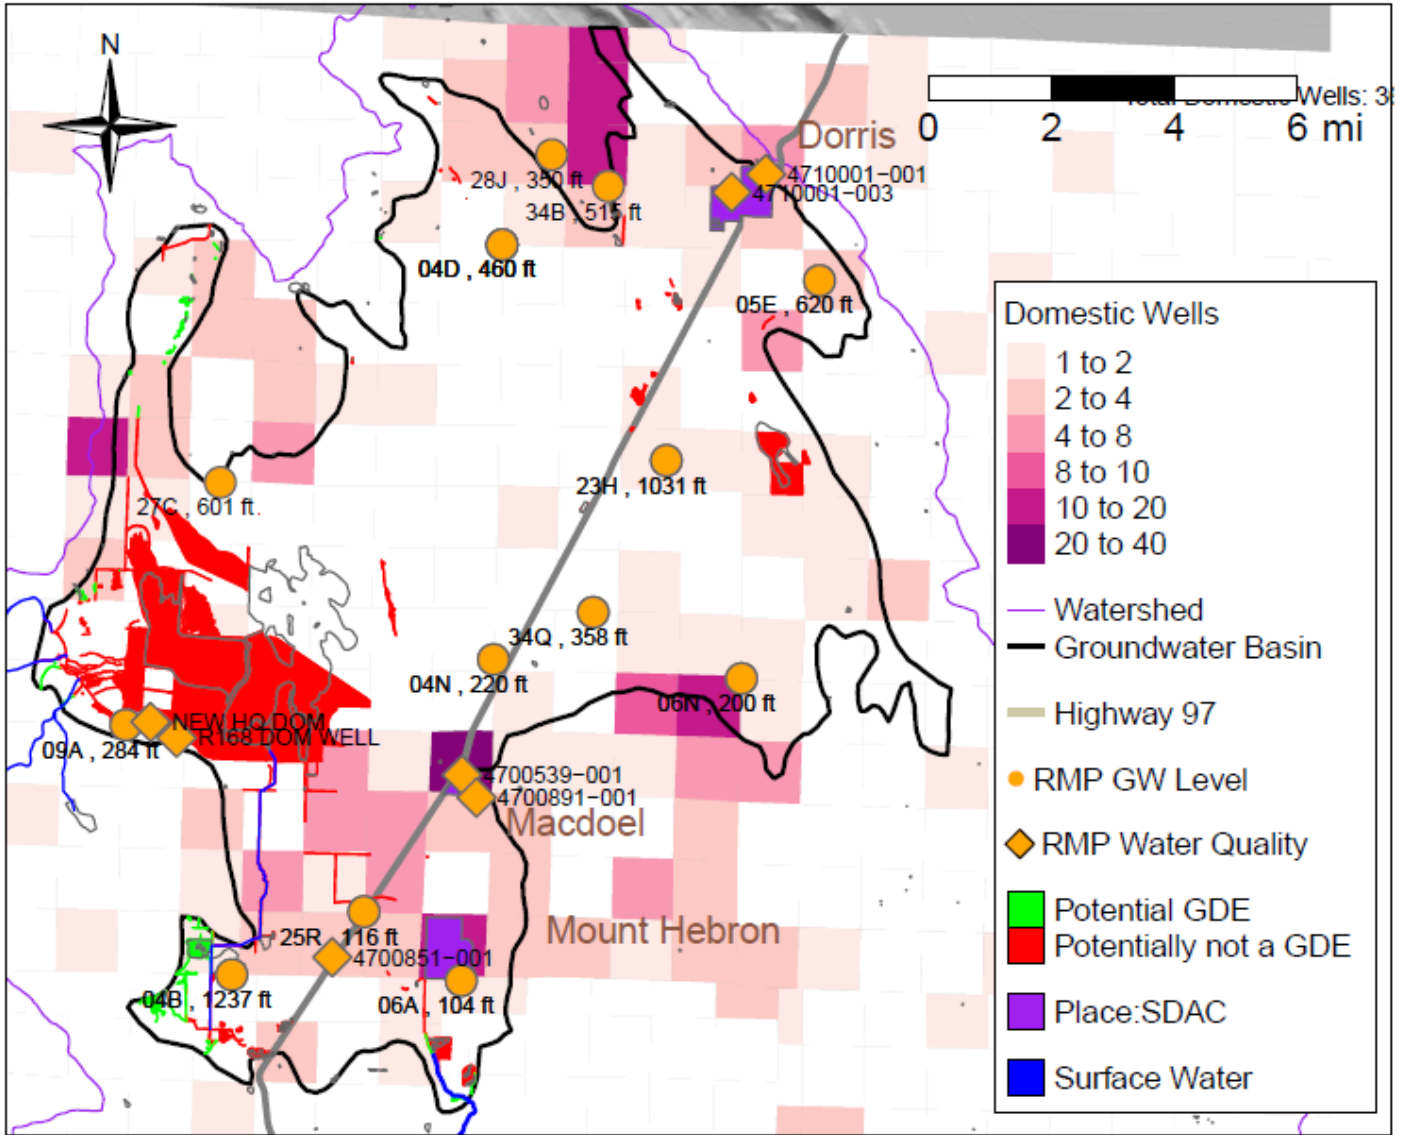 N
Total Domestic Wells: 3
0 2 4 6 mi
Dorris
4710001-001
4710001-003
28J , 350 ft
34B , 515 ft
04D , 460 ft
05E , 620 ft
27C , 601 ft
23H , 1031 ft
34Q , 358 ft
04N , 220 ft
06N , 200 ft
NEW HQ DOM
R168 DOM WELL
09A , 284 ft
4700539-001
4700891-001
Macdoel
Mount Hebron
25R , 116 ft
4700851-001
04B , 1237 ft
06A , 104 ft
Domestic Wells
1 to 2
2 to 4
4 to 8
8 to 10
10 to 20
20 to 40
Watershed
Groundwater Basin
Highway 97
RMP GW Level
RMP Water Quality
Potential GDE
Potentially not a GDE
Place:SDAC
Surface Water